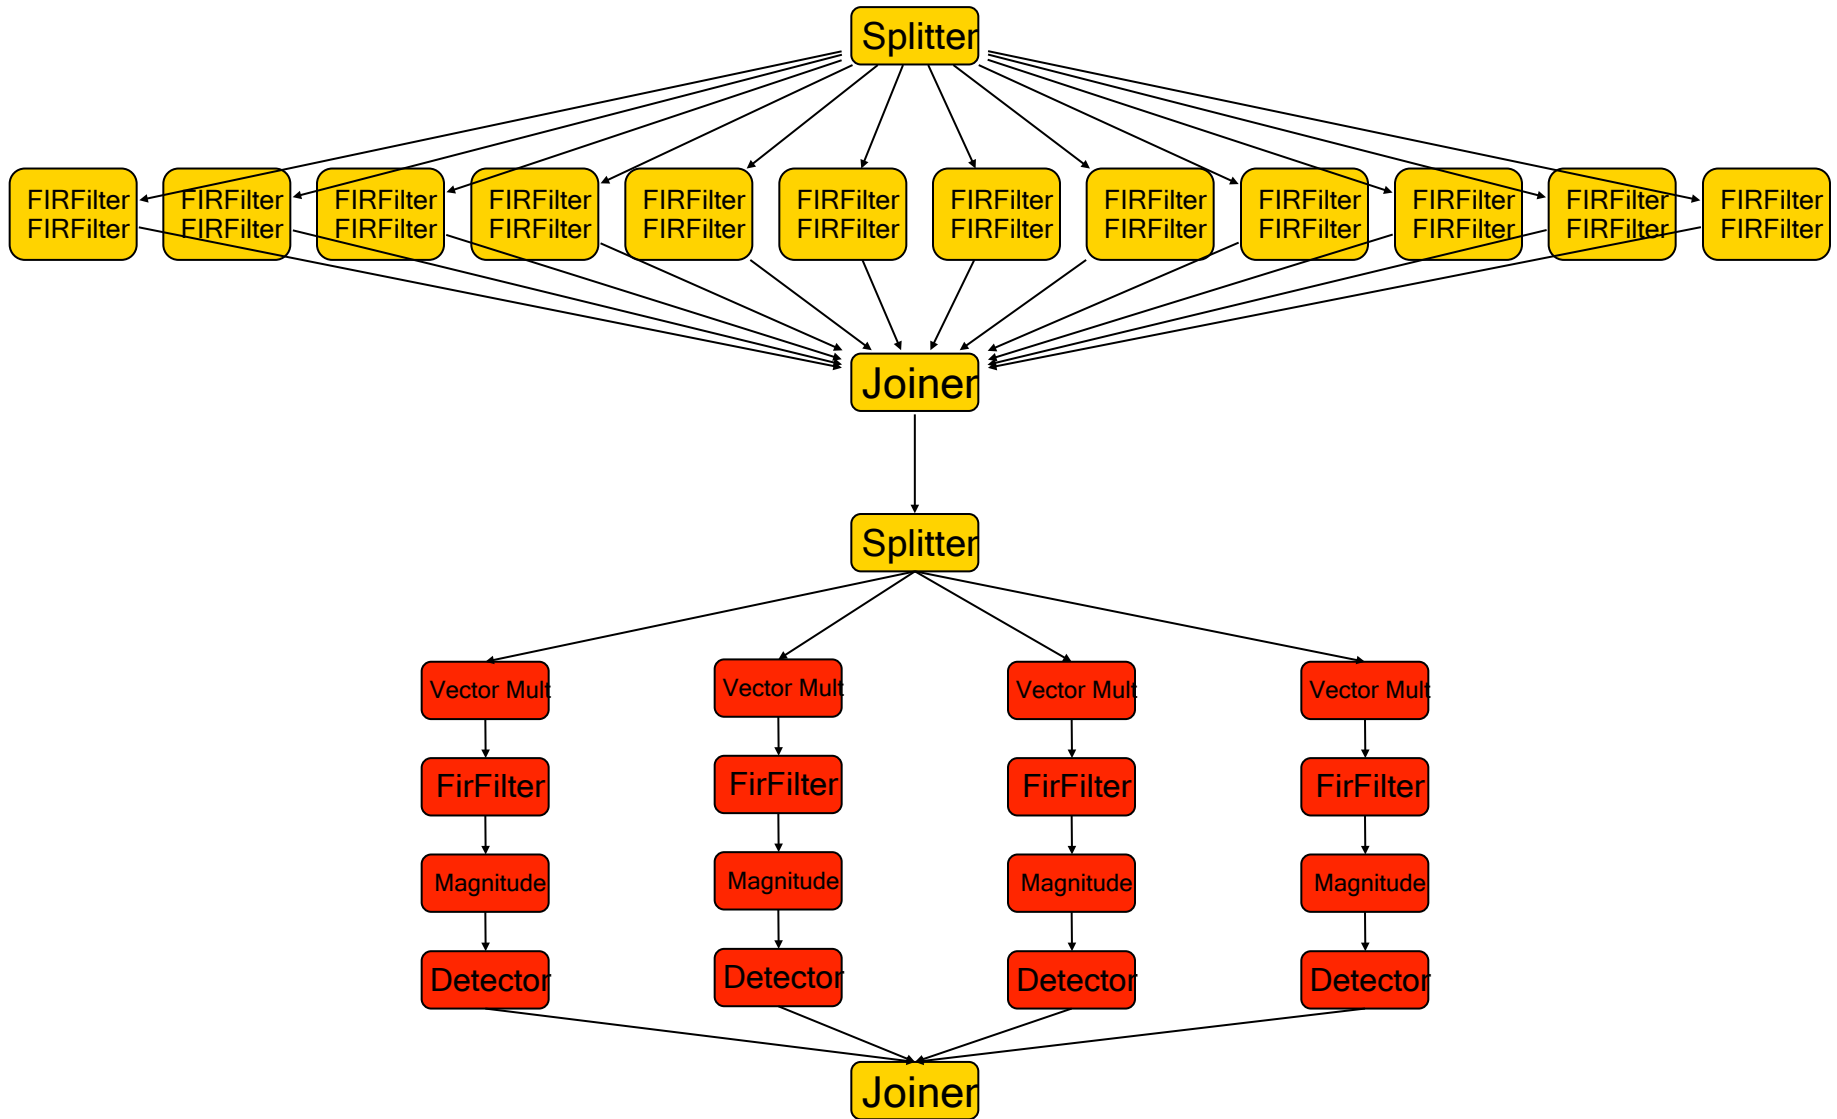 Splitter
FIRFilter FIRFilter FIRFilter FIRFilter FIRFilter FIRFilter FIRFilter FIRFilter FIRFilter FIRFilter FIRFilter FIRFilter
FIRFilter FIRFilter FIRFilter FIRFilter FIRFilter FIRFilter FIRFilter FIRFilter FIRFilter FIRFilter FIRFilter FIRFilter
Joiner
Splitter
Vector Mult Vector Mult Vector Mult Vector Mult
FirFilter FirFilter FirFilter FirFilter
Magnitude Magnitude Magnitude Magnitude
Detector Detector Detector Detector
Joiner